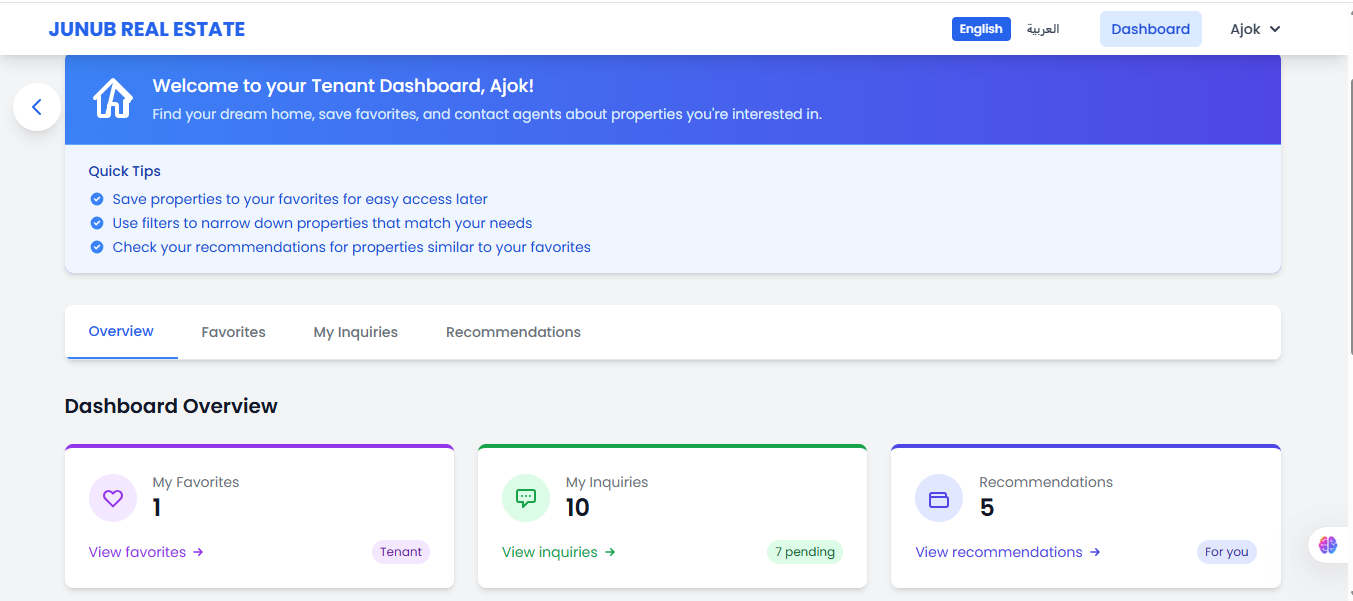 JUNUB REAL ESTATE
English العربية Dashboard Ajok
Welcome to your Tenant Dashboard, Ajok!
Find your dream home, save favorites, and contact agents about properties you're interested in.
Quick Tips
Save properties to your favorites for easy access later
Use filters to narrow down properties that match your needs
Check your recommendations for properties similar to your favorites
Overview Favorites My Inquiries Recommendations
Dashboard Overview
My Favorites
1
View favorites →
Tenant
My Inquiries
10
View inquiries →
7 pending
Recommendations
5
View recommendations →
For you